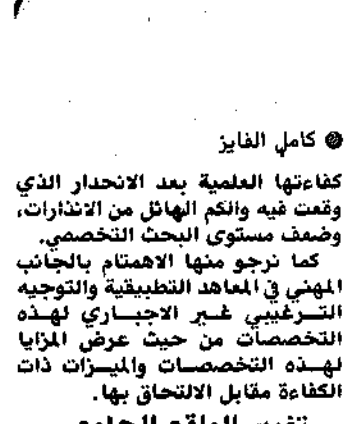 كامل الفايز
كفاءتها العلمية بعد الانحدار الذي
وقعت فيه والكم الهائل من الانذارات،
وضعف مستوى البحث التخصصي.
كما نرجو منها الاهتمام بالجانب
المهني في المعاهد التطبيقية والتوجيه
الترغيبي غير الاجباري لهذه
التخصصات من حيث عرض المزايا
لهذه التخصصات والميزات ذات
الكفاءة مقابل الالتحاق بها.